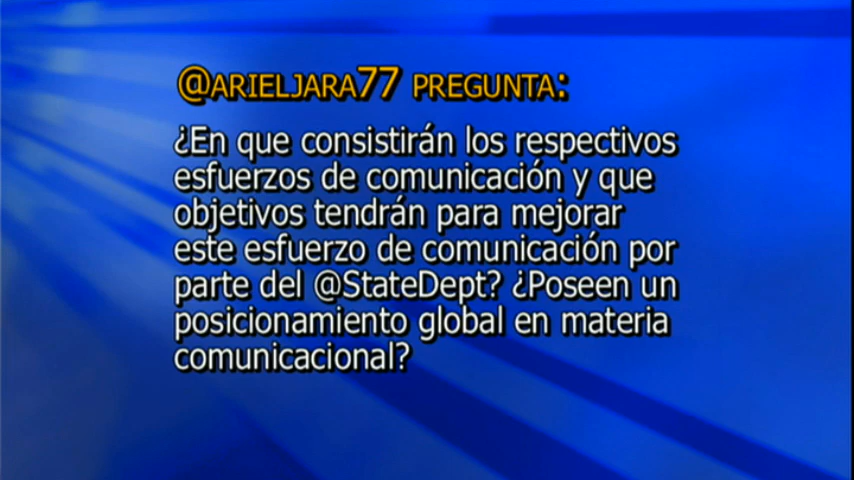 @ARIELJARA77 PREGUNTA:
¿En que consistirán los respectivos
esfuerzos de comunicación y que
objetivos tendrán para mejorar
este esfuerzo de comunicación por
parte del @StateDept? ¿Poseen un
posicionamiento global en materia
comunicacional?